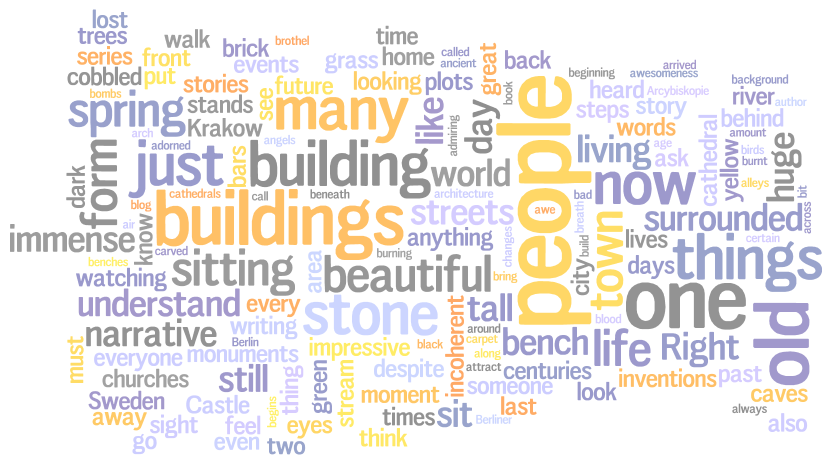 lost
trees
walk
brick
brothel
time
called
ancient
great
back
beginning
arrived
awesomeness
background
series
front
events
grass
home
cobbled
put
stories
future
looking
plots
book
heard
Arcybiskopie
river
author
bombs
see
spring
stands
many
like
day
people
steps
story
amount
behind
Krakow
words
arch
adorned
angels
admiring
living
age
cathedral
yellow
birds
huge
form
just
bars
building
world
ask
burnt
dark
cathedrals
call
beneath
architecture
bad
now
alleys
bit
blog
air
buildings
streets
awe
breath
surrounded
across
immense
know
carved
burning
anything
changes
build
town
lives
certain
benches
sitting
area
beautiful
bring
city
days
things
watching
understand
every
stone
tall
one
old
narrative
writing
Berlin
incoherent
around
blood
bench
life
Right
must
everyone
monuments
impressive
black
carpet
along
attract
centuries
despite
churches
still
thing
green
stream
someone
look
inventions
past
Sweden
Castle
begins
moment
caves
away
sight
feel
eyes
times
sit
Berliner
last
always
also
go
even
two
think